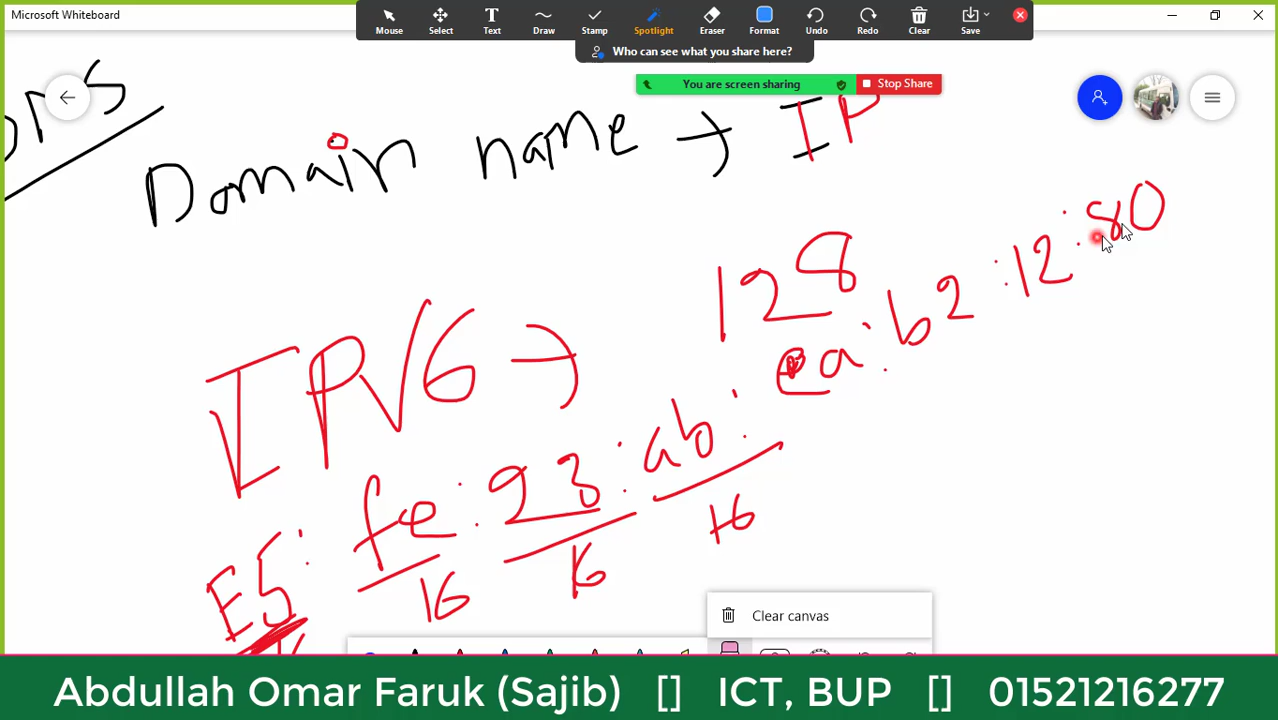 Microsoft Whiteboard
Mouse Select Text Draw Stamp Spotlight Eraser Format Undo Redo Clear Save
Who can see what you share here?
You are screen sharing Stop Share
Domain name → IP
128
IPV6 →
E5: fe: 23: ab: ea: b2: 12: 80
16 16 16
Clear canvas
Abdullah Omar Faruk (Sajib) [] ICT, BUP [] 01521216277